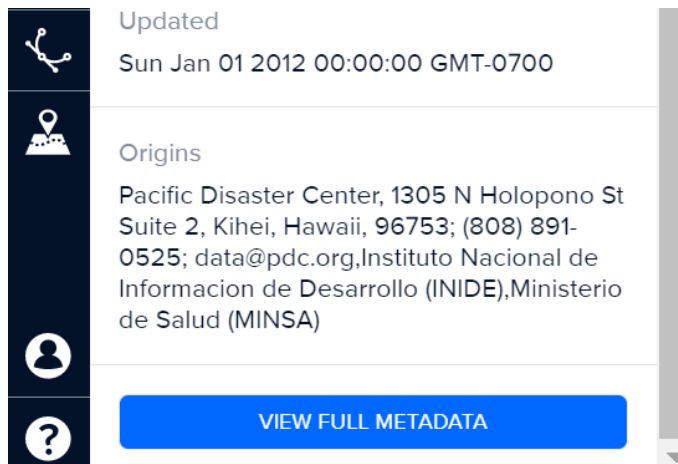 Updated
Sun Jan 01 2012 00:00:00 GMT-0700
Origins
Pacific Disaster Center, 1305 N Holopono St
Suite 2, Kihei, Hawaii, 96753; (808) 891-
0525; data@pdc.org,Instituto Nacional de
Informacion de Desarrollo (INIDE),Ministerio
de Salud (MINSA)
VIEW FULL METADATA
?